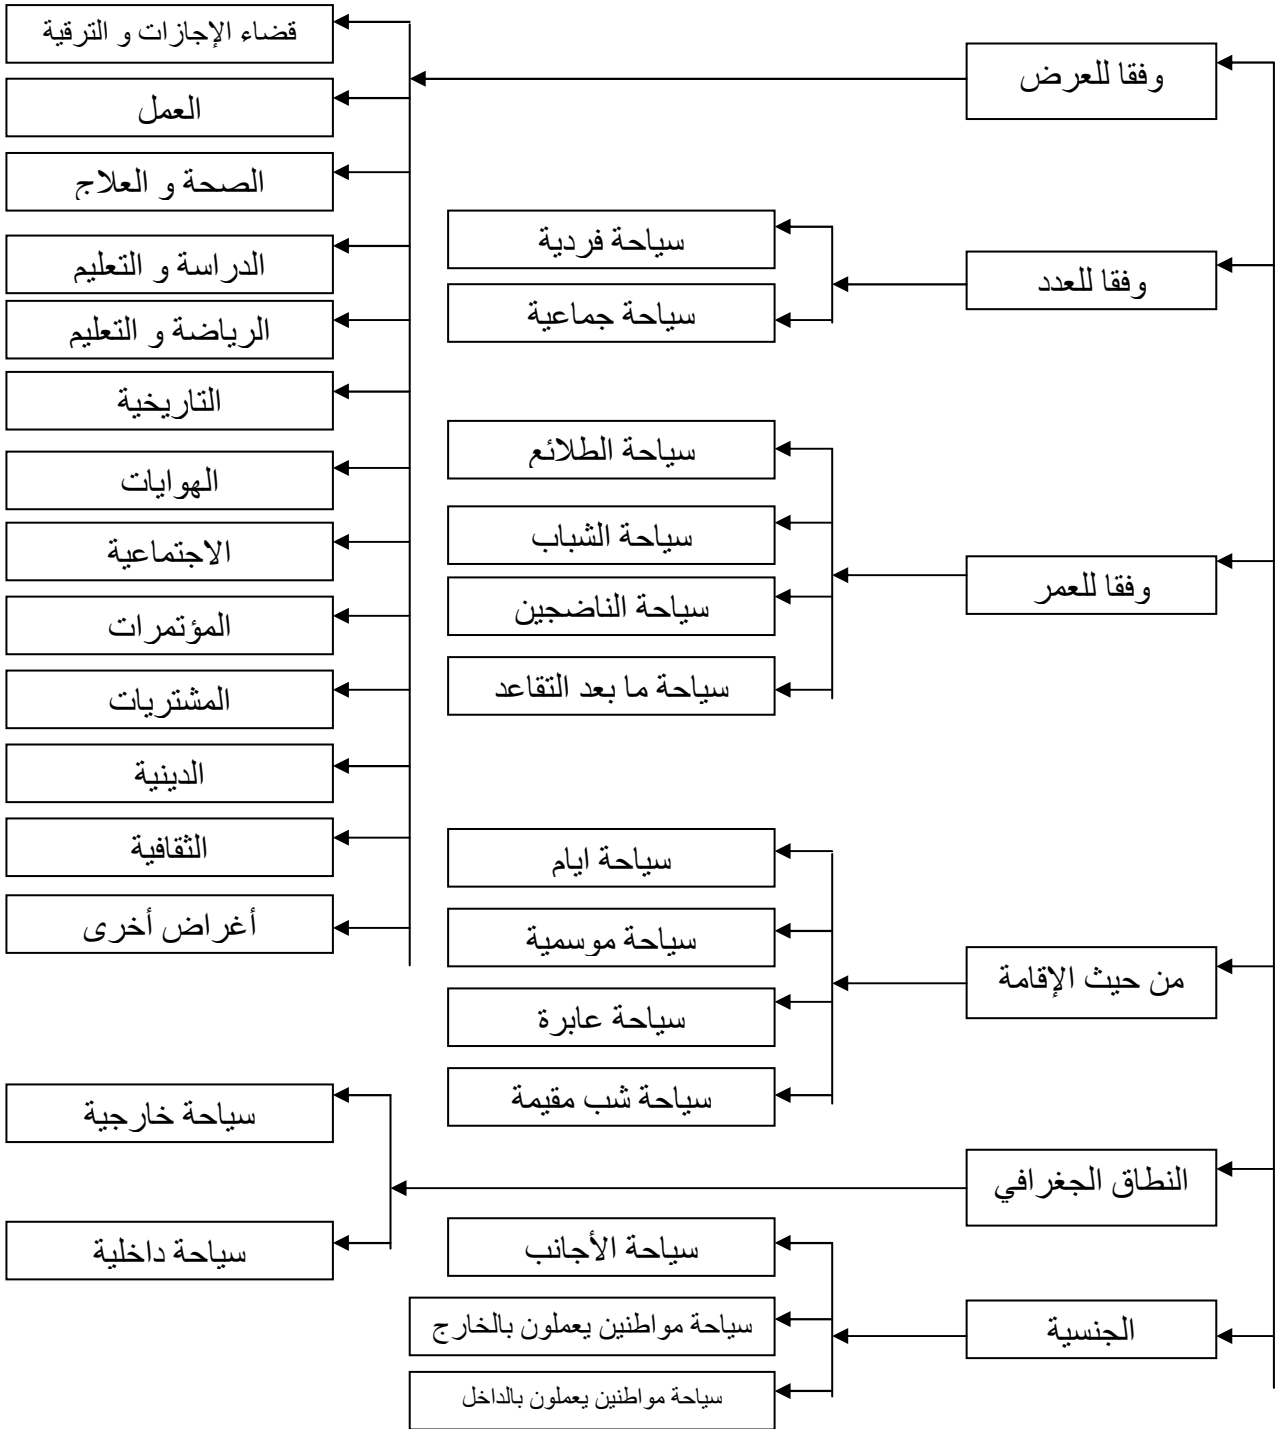 وفقا للعرض
قضاء الإجازات و الترقية
العمل
الصحة و العلاج
الدراسة و التعليم
الرياضة و التعليم
التاريخية
الهوايات
الاجتماعية
المؤتمرات
المشتريات
الدينية
الثقافية
أغراض أخرى
وفقا للعدد
سياحة فردية
سياحة جماعية
وفقا للعمر
سياحة الطلائع
سياحة الشباب
سياحة الناضجين
سياحة ما بعد التقاعد
من حيث الإقامة
سياحة ايام
سياحة موسمية
سياحة عابرة
سياحة شب مقيمة
النطاق الجغرافي
سياحة خارجية
سياحة داخلية
الجنسية
سياحة الأجانب
سياحة مواطنين يعملون بالخارج
سياحة مواطنين يعملون بالداخل